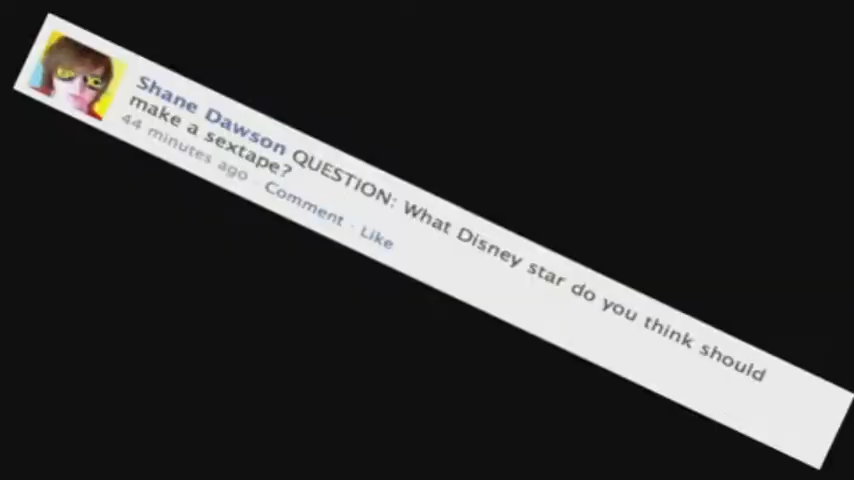 Shane Dawson QUESTION: What Disney star do you think should
make a sextape?
44 minutes ago · Comment · Like